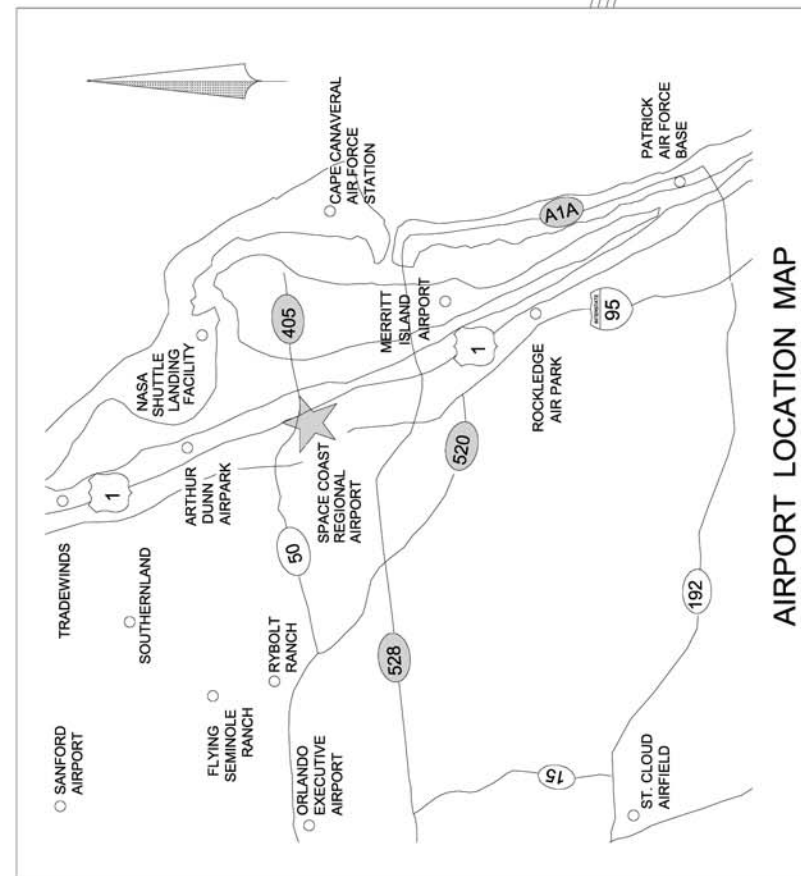 SANFORD
AIRPORT
TRADEWINDS
1
SOUTHERNLAND
ARTHUR
DUNN
AIRPARK
NASA
SHUTTLE
LANDING
FACILITY
FLYING
SEMINOLE
RANCH
RYBOLT
RANCH
50
405
CAPE CANAVERAL
AIR FORCE
STATION
ORLANDO
EXECUTIVE
AIRPORT
SPACE COAST
REGIONAL
AIRPORT
528
MERRITT
ISLAND
AIRPORT
520
1
A1A
ROCKLEDGE
AIR PARK
15
INTERSTATE
95
ST. CLOUD
AIRFIELD
192
PATRICK
AIR FORCE
BASE
AIRPORT LOCATION MAP